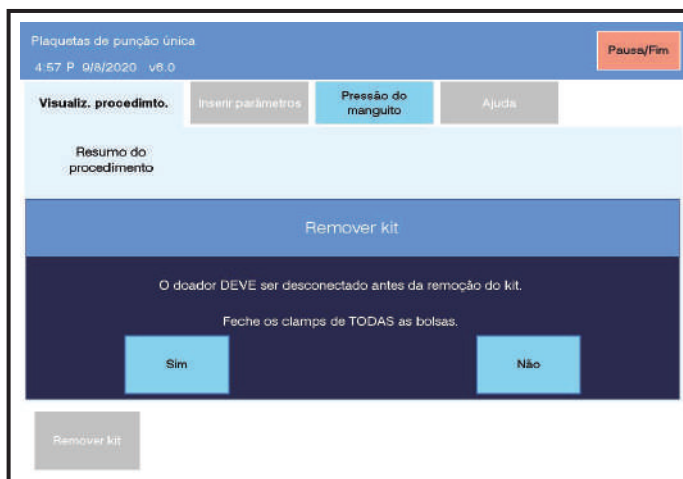 Plaquetas de punção única
4:57 P 9/8/2020 v6.0
Pausa/Fim
Visualiz. procedimto.
Inserir parâmetros
Pressão do
manguito
Ajuda
Resumo do
procedimento
Remover kit
O doador DEVE ser desconectado antes da remoção do kit.
Feche os clamps de TODAS as bolsas.
Sim
Não
Remover kit